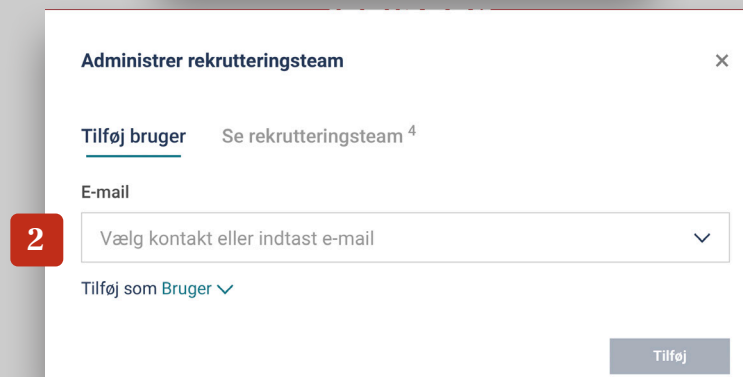 Administrer rekrutteringsteam
Tilføj bruger Se rekrutteringsteam 4
E-mail
2
Vælg kontakt eller indtast e-mail
Tilføj som Bruger
Tilføj